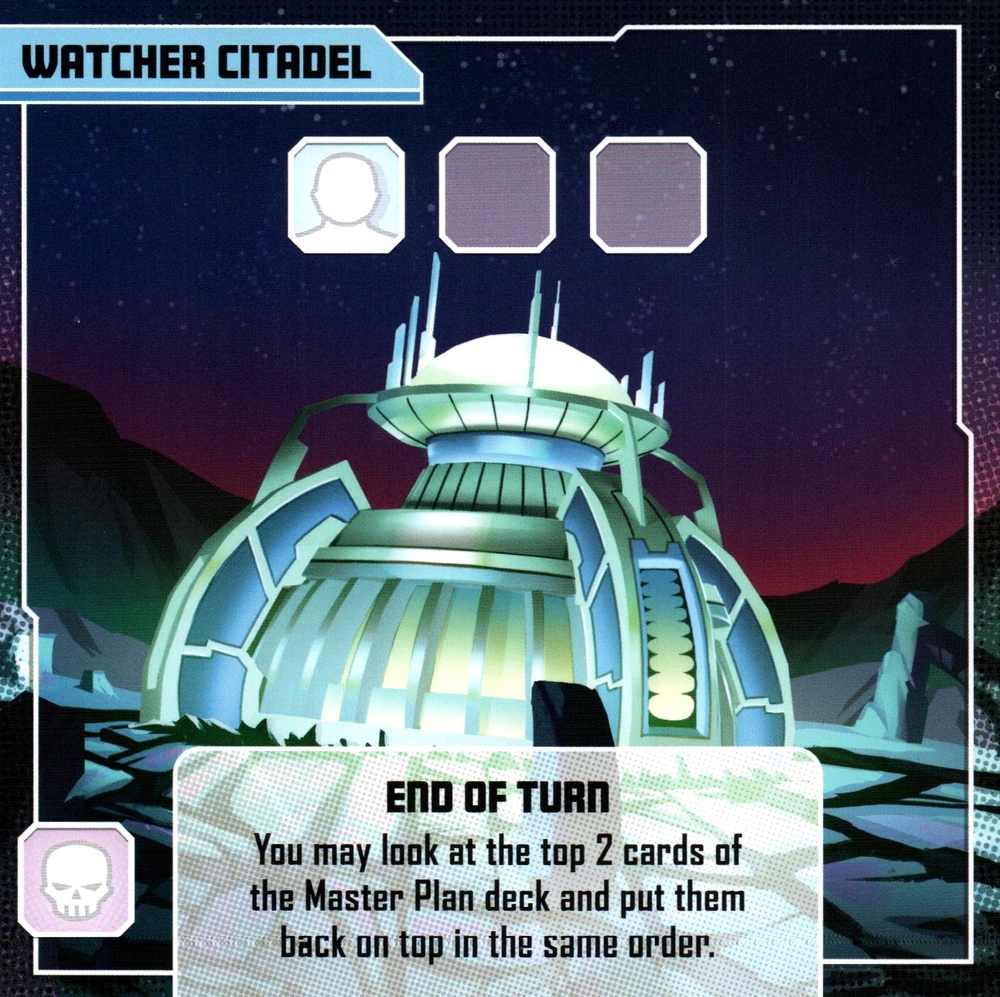 WATCHER CITADEL
END OF TURN
You may look at the top 2 cards of
the Master Plan deck and put them
back on top in the same order.